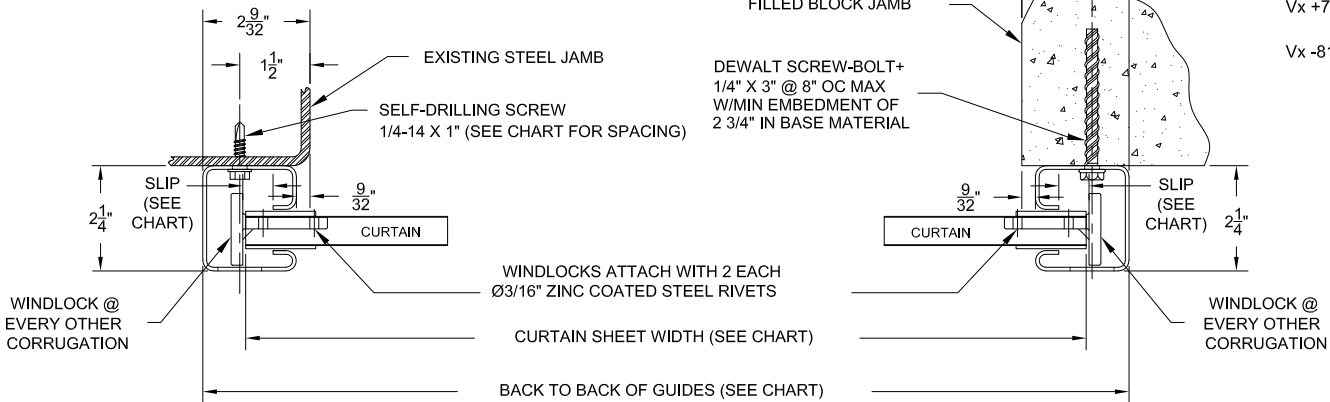 2 9/32"
1 1/2"
EXISTING STEEL JAMB
SELF-DRILLING SCREW
1/4-14 X 1" (SEE CHART FOR SPACING)
SLIP
(SEE
CHART)
2 1/4"
9/32"
CURTAIN
WINDLOCK @
EVERY OTHER
CORRUGATION
FILLED BLOCK JAMB
DEWALT SCREW-BOLT+
1/4" X 3" @ 8" OC MAX
W/MIN EMBEDMENT OF
2 3/4" IN BASE MATERIAL
WINDLOCKS ATTACH WITH 2 EACH
Ø3/16" ZINC COATED STEEL RIVETS
CURTAIN SHEET WIDTH (SEE CHART)
BACK TO BACK OF GUIDES (SEE CHART)
9/32"
CURTAIN
SLIP
(SEE
CHART)
2 1/4"
WINDLOCK @
EVERY OTHER
CORRUGATION
Vx +7
Vx -81